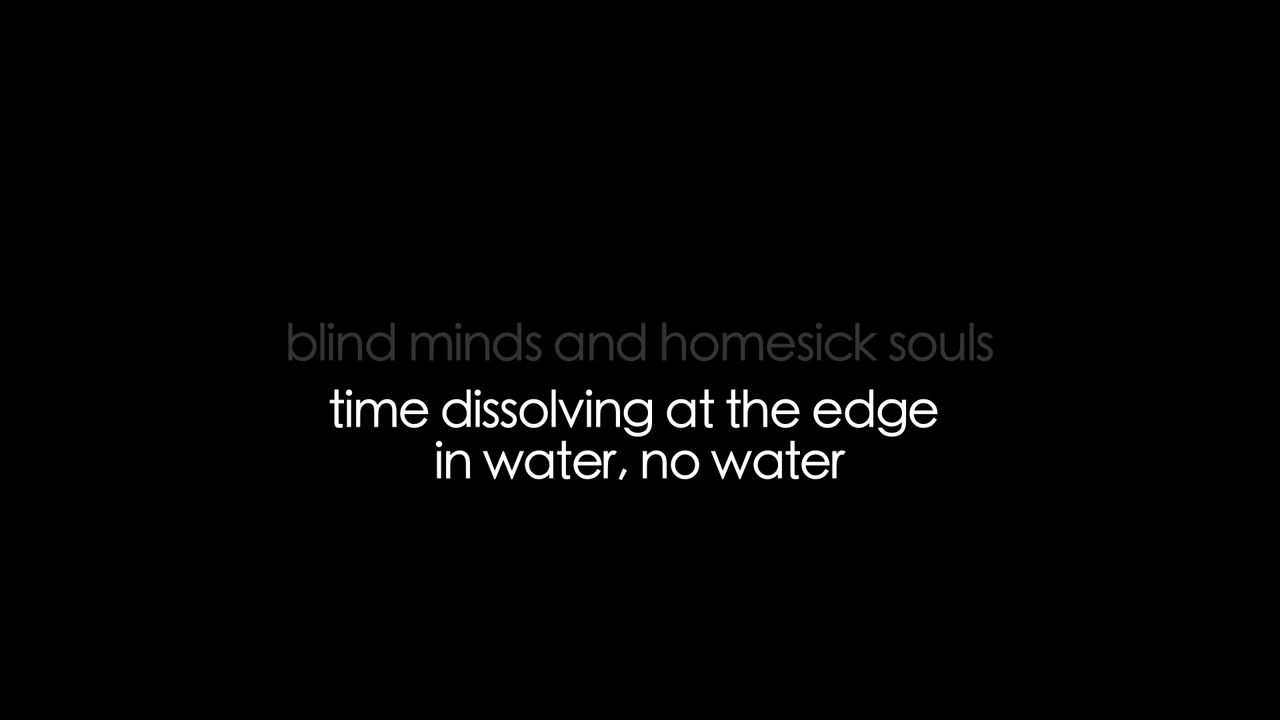 blind minds and homesick souls
time dissolving at the edge
in water, no water